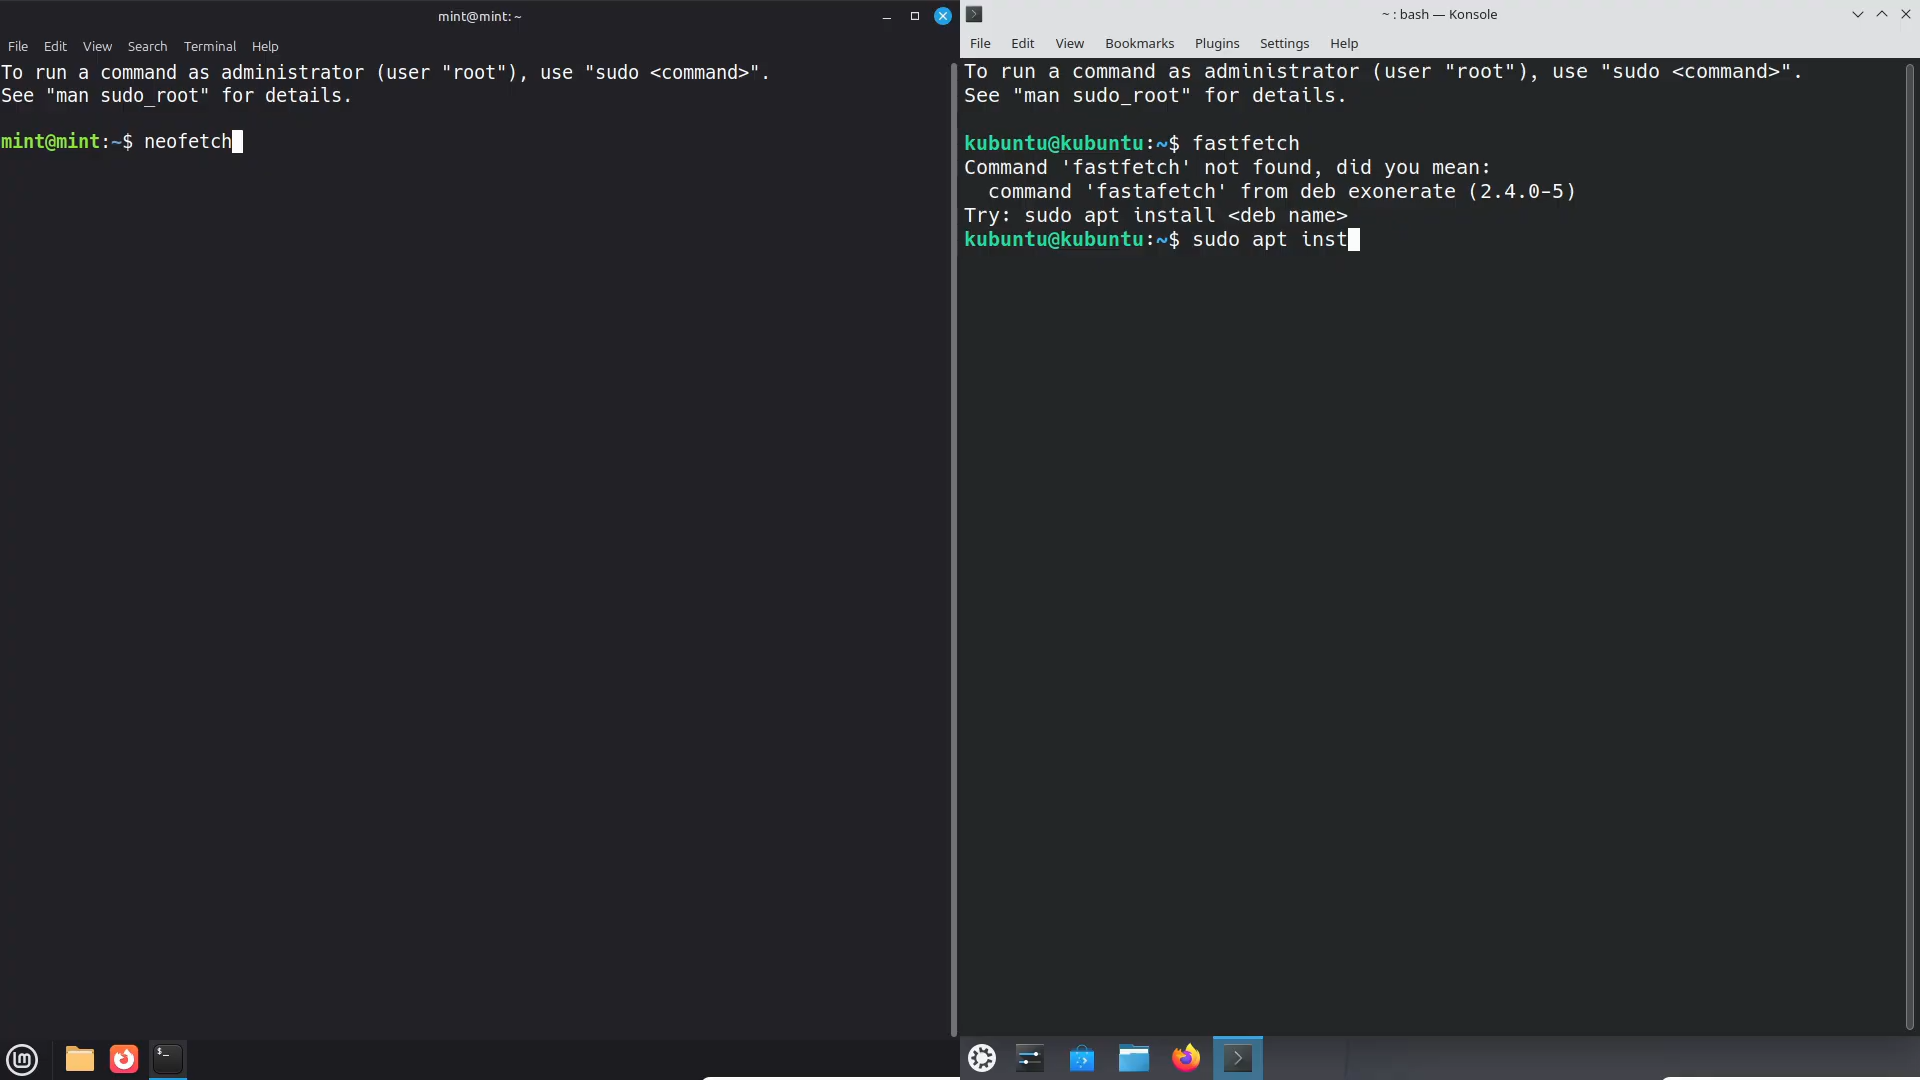 mint@mint:~
File Edit View Search Terminal Help
To run a command as administrator (user "root"), use "sudo <command>".
See "man sudo_root" for details.
mint@mint:~$ neofetch
~ : bash — Konsole
File Edit View Bookmarks Plugins Settings Help
To run a command as administrator (user "root"), use "sudo <command>".
See "man sudo_root" for details.
kubuntu@kubuntu:~$ fastfetch
Command 'fastfetch' not found, did you mean:
  command 'fastafetch' from deb exonerate (2.4.0-5)
Try: sudo apt install <deb name>
kubuntu@kubuntu:~$ sudo apt inst